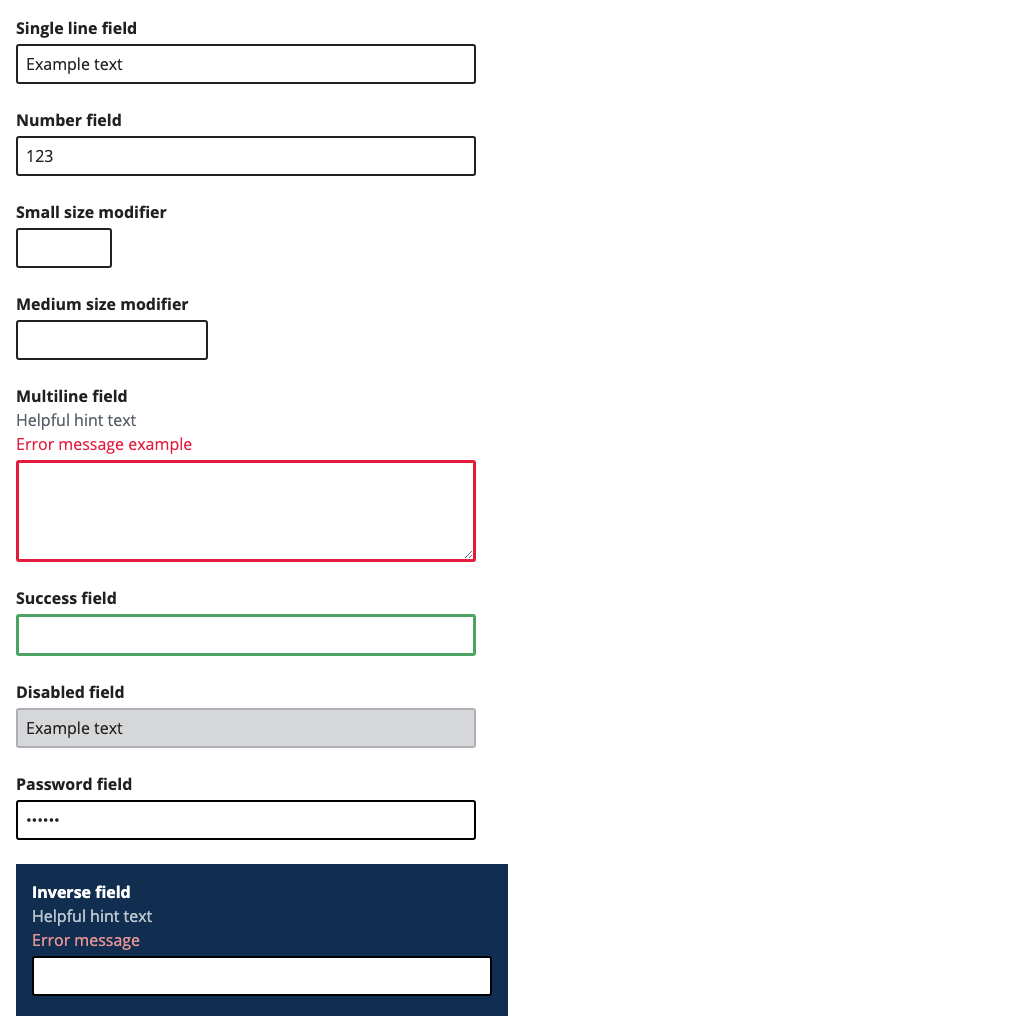 Single line field
Example text
Number field
123
Small size modifier
Medium size modifier
Multiline field
Helpful hint text
Error message example
Success field
Disabled field
Example text
Password field
••••••
Inverse field
Helpful hint text
Error message